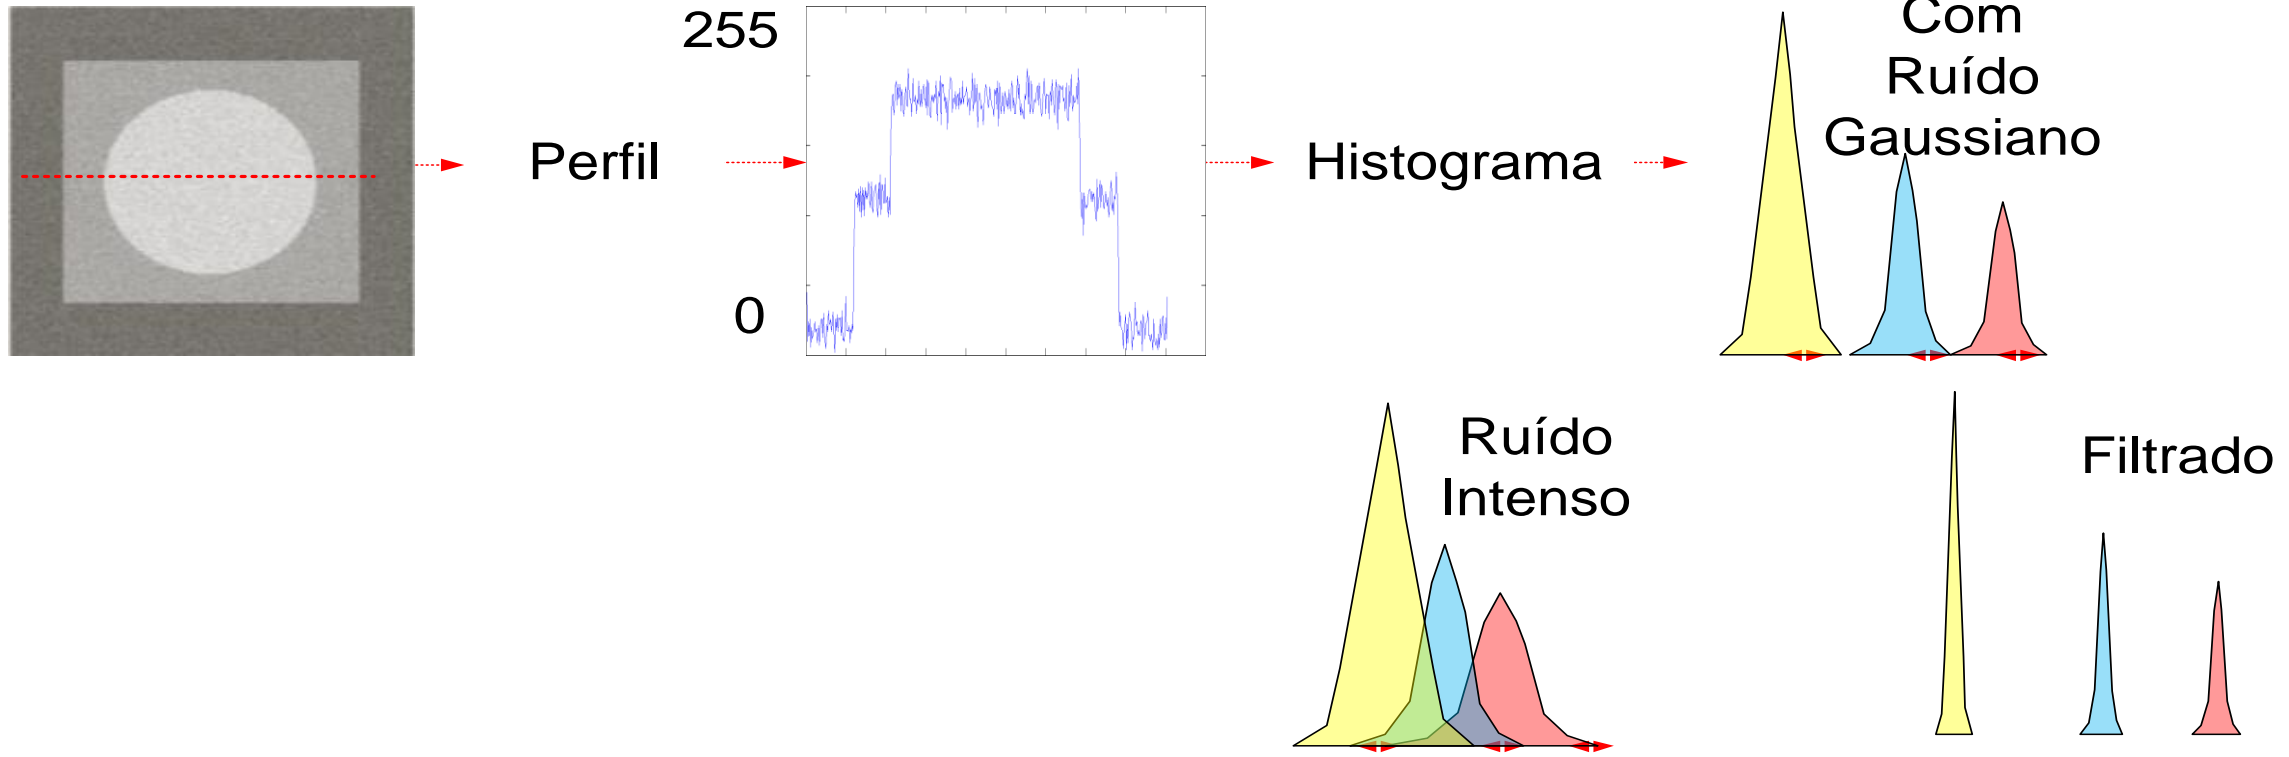 255
0
Perfil
Histograma
Com
Ruído
Gaussiano
Ruído
Intenso
Filtrado